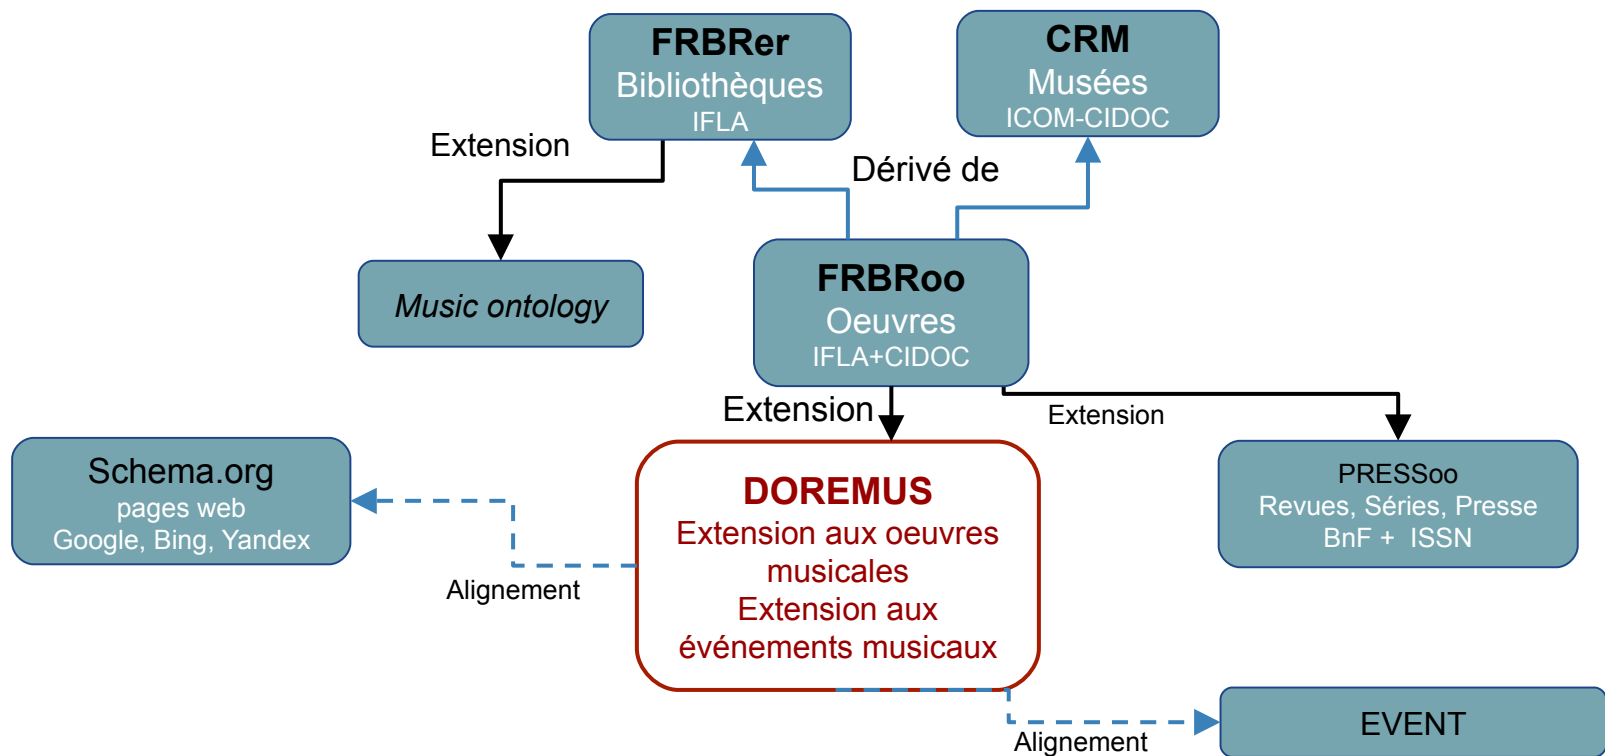 FRBRer
Bibliothèques
IFLA
CRM
Musées
ICOM-CIDOC
Extension
Dérivé de
Music ontology
FRBRoo
Oeuvres
IFLA+CIDOC
Extension
Extension
Schema.org
pages web
Google, Bing, Yandex
DOREMUS
Extension aux oeuvres
musicales
Extension aux
événements musicaux
PRESSoo
Revues, Séries, Presse
BnF + ISSN
Alignement
EVENT
Alignement